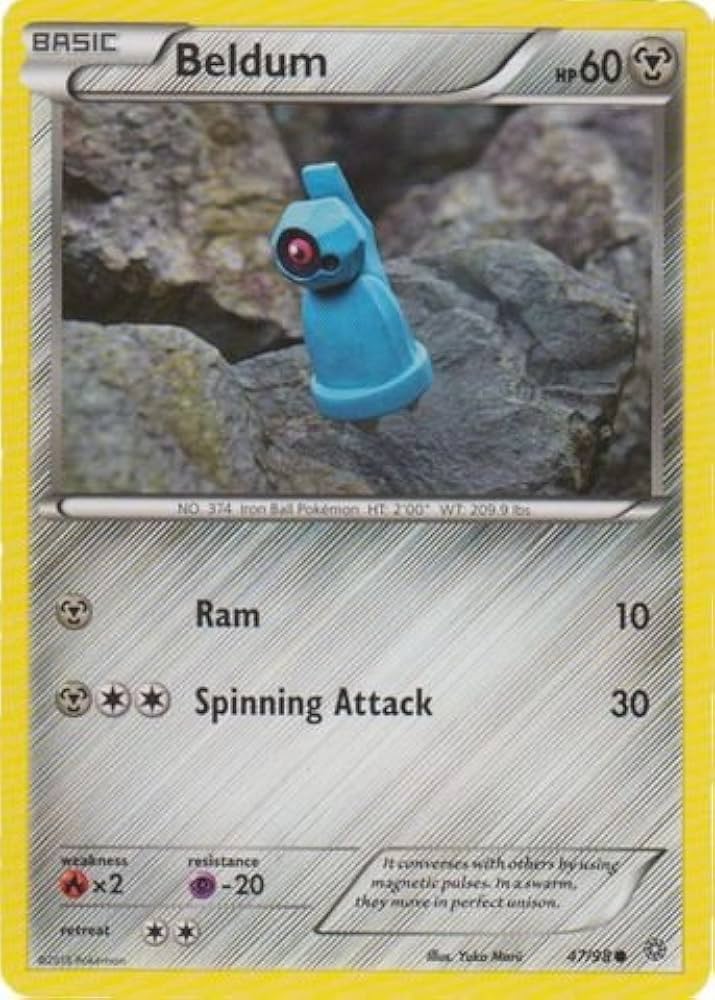 BASIC
Beldum
HP60
NO. 374 Iron Ball Pokémon HT: 2'00" WT: 209.9 lbs
Ram 10
Spinning Attack 30
weakness
×2
resistance
-20
It converses with others by using
magnetic pulses. In a swarm,
they move in perfect unison.
retreat
©2015 Pokémon
Illus. Yuka Morii
47/98